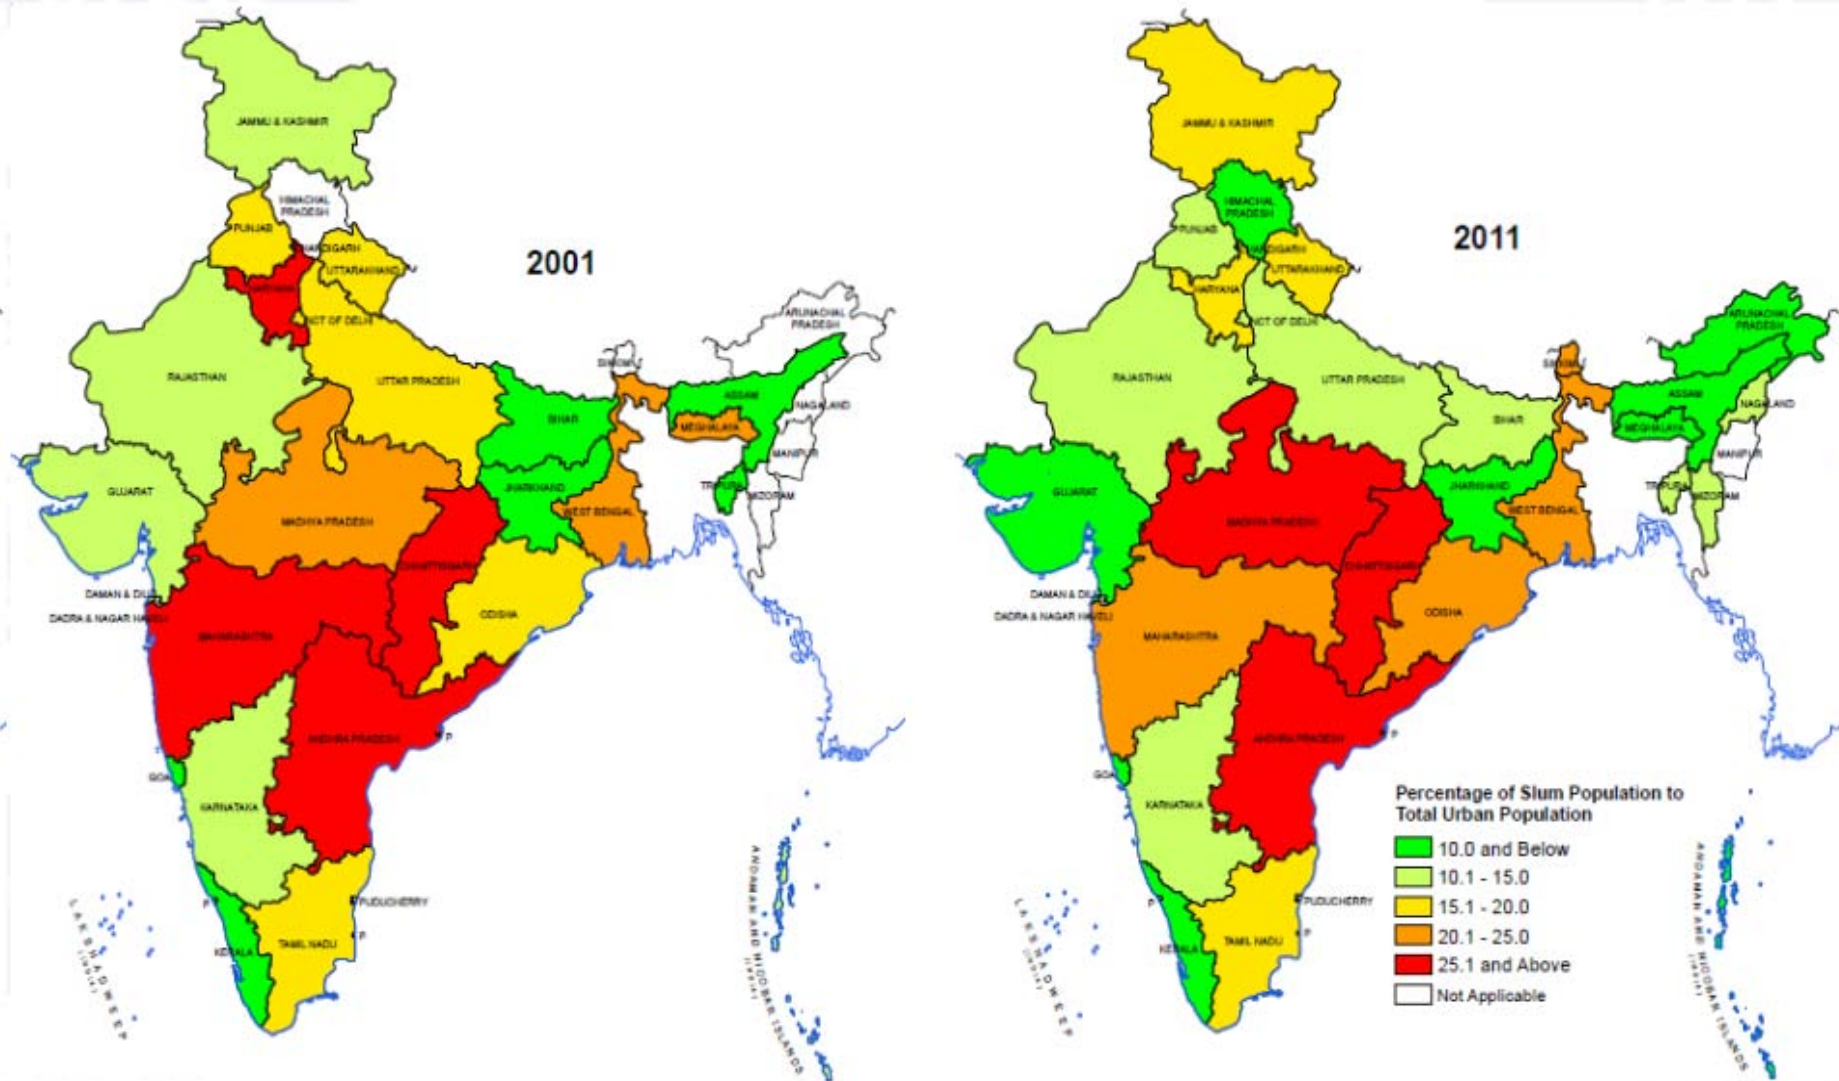 JAMMU & KASHMIR
HIMACHAL
PRADESH
PUNJAB
CHANDIGARH
UTTARAKHAND
HARYANA
NCT OF DELHI
2001
ARUNACHAL
PRADESH
SIKKIM
RAJASTHAN
UTTAR PRADESH
ASSAM
NAGALAND
BIHAR
MEGHALAYA
MANIPUR
GUJARAT
JHARKHAND
TRIPURA
MIZORAM
WEST BENGAL
MADHYA PRADESH
CHHATTISGARH
DAMAN & DIU
DADRA & NAGAR HAVELI
ODISHA
MAHARASHTRA
ANDHRA PRADESH
P
GOA
KARNATAKA
P
PUDUCHERRY
P
KERALA
TAMIL NADU
LAKSHADWEEP
(INDIA)
ANDAMAN AND NICOBAR ISLANDS
(INDIA)
JAMMU & KASHMIR
HIMACHAL
PRADESH
PUNJAB
CHANDIGARH
UTTARAKHAND
HARYANA
NCT OF DELHI
2011
ARUNACHAL
PRADESH
SIKKIM
RAJASTHAN
UTTAR PRADESH
ASSAM
NAGALAND
BIHAR
MEGHALAYA
MANIPUR
GUJARAT
JHARKHAND
TRIPURA
MIZORAM
WEST BENGAL
MADHYA PRADESH
CHHATTISGARH
DAMAN & DIU
DADRA & NAGAR HAVELI
ODISHA
MAHARASHTRA
ANDHRA PRADESH
P
GOA
KARNATAKA
P
PUDUCHERRY
P
KERALA
TAMIL NADU
LAKSHADWEEP
(INDIA)
ANDAMAN AND NICOBAR ISLANDS
(INDIA)
Percentage of Slum Population to
Total Urban Population
10.0 and Below
10.1 - 15.0
15.1 - 20.0
20.1 - 25.0
25.1 and Above
Not Applicable